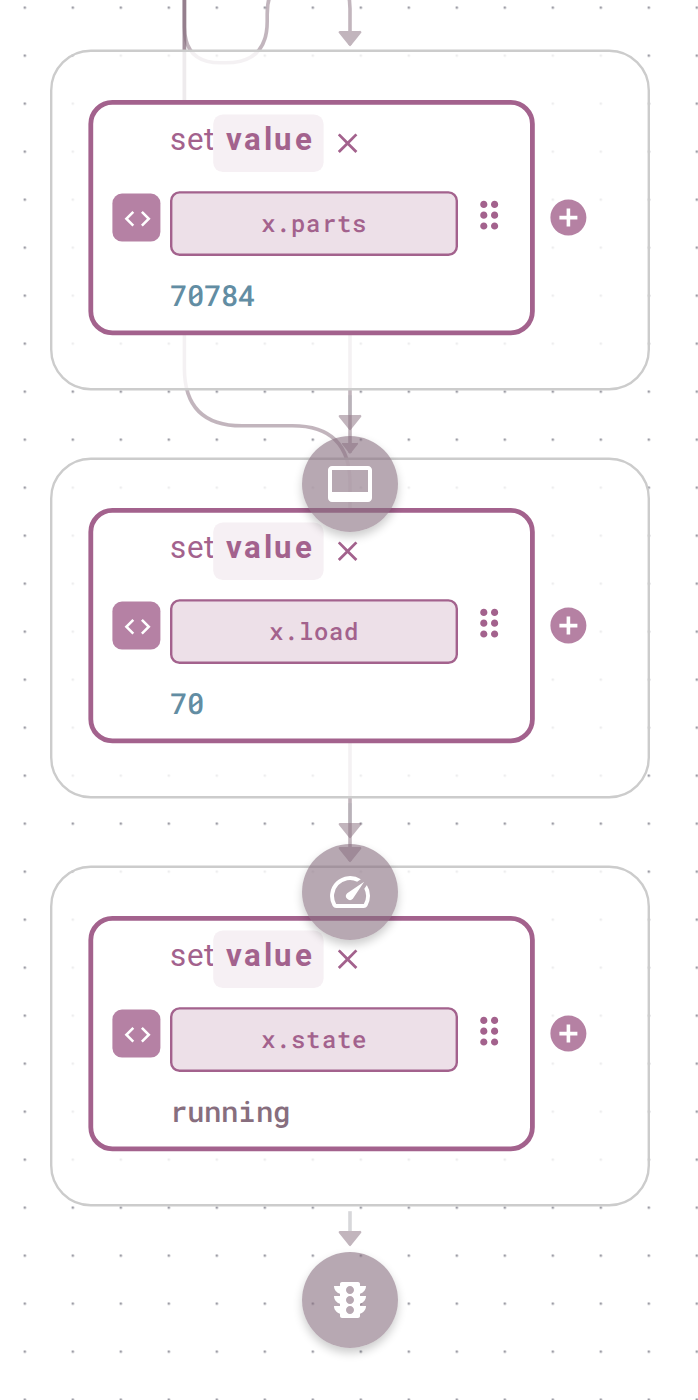 set value
x.parts
70784
set value
x.load
70
set value
x.state
running